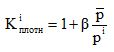 K^i_плотн = 1 + β p̅ / p^i